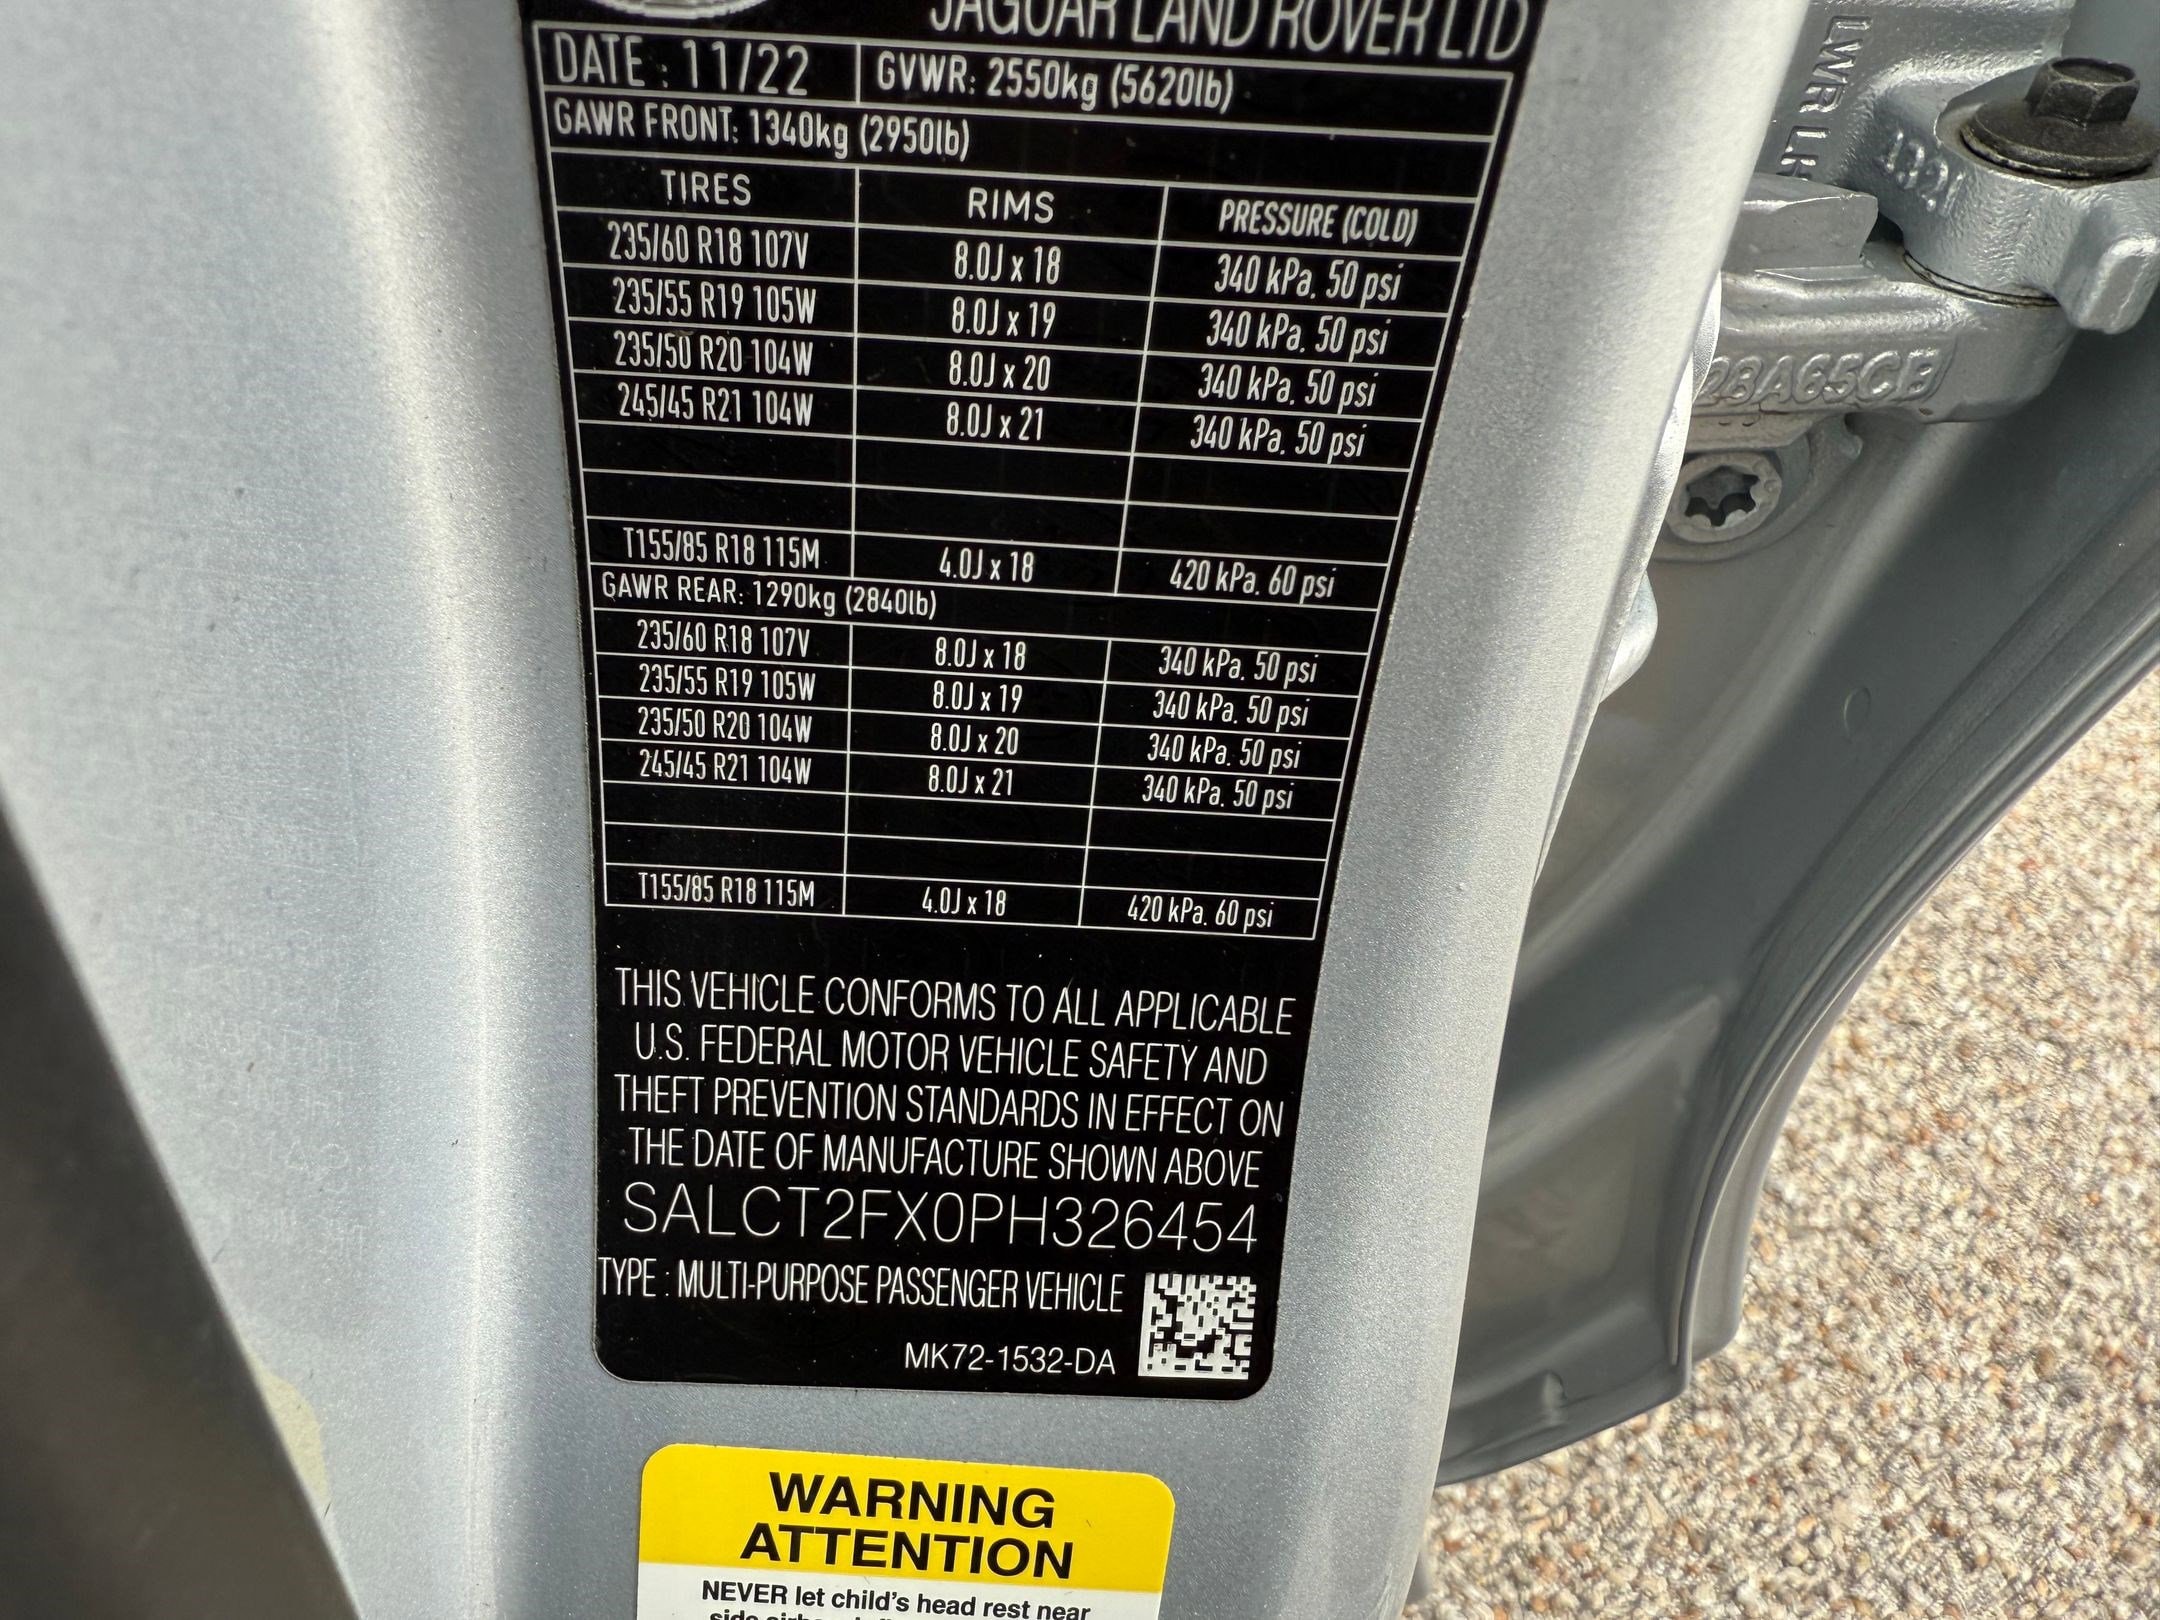 JAGUAR LAND ROVER LTD
DATE : 11/22 GVWR: 2550kg (5620lb)
GAWR FRONT: 1340kg (2950lb)
TIRES RIMS PRESSURE (COLD)
235/60 R18 107V 8.0J x 18 340 kPa. 50 psi
235/55 R19 105W 8.0J x 19 340 kPa. 50 psi
235/50 R20 104W 8.0J x 20 340 kPa. 50 psi
245/45 R21 104W 8.0J x 21 340 kPa. 50 psi
T155/85 R18 115M 4.0J x 18 420 kPa. 60 psi
GAWR REAR: 1290kg (2840lb)
235/60 R18 107V 8.0J x 18 340 kPa. 50 psi
235/55 R19 105W 8.0J x 19 340 kPa. 50 psi
235/50 R20 104W 8.0J x 20 340 kPa. 50 psi
245/45 R21 104W 8.0J x 21 340 kPa. 50 psi
T155/85 R18 115M 4.0J x 18 420 kPa. 60 psi
THIS VEHICLE CONFORMS TO ALL APPLICABLE
U.S. FEDERAL MOTOR VEHICLE SAFETY AND
THEFT PREVENTION STANDARDS IN EFFECT ON
THE DATE OF MANUFACTURE SHOWN ABOVE
SALCT2FX0PH326454
TYPE : MULTI-PURPOSE PASSENGER VEHICLE
MK72-1532-DA
WARNING
ATTENTION
NEVER let child's head rest near
side
LWR LH
28A65CB